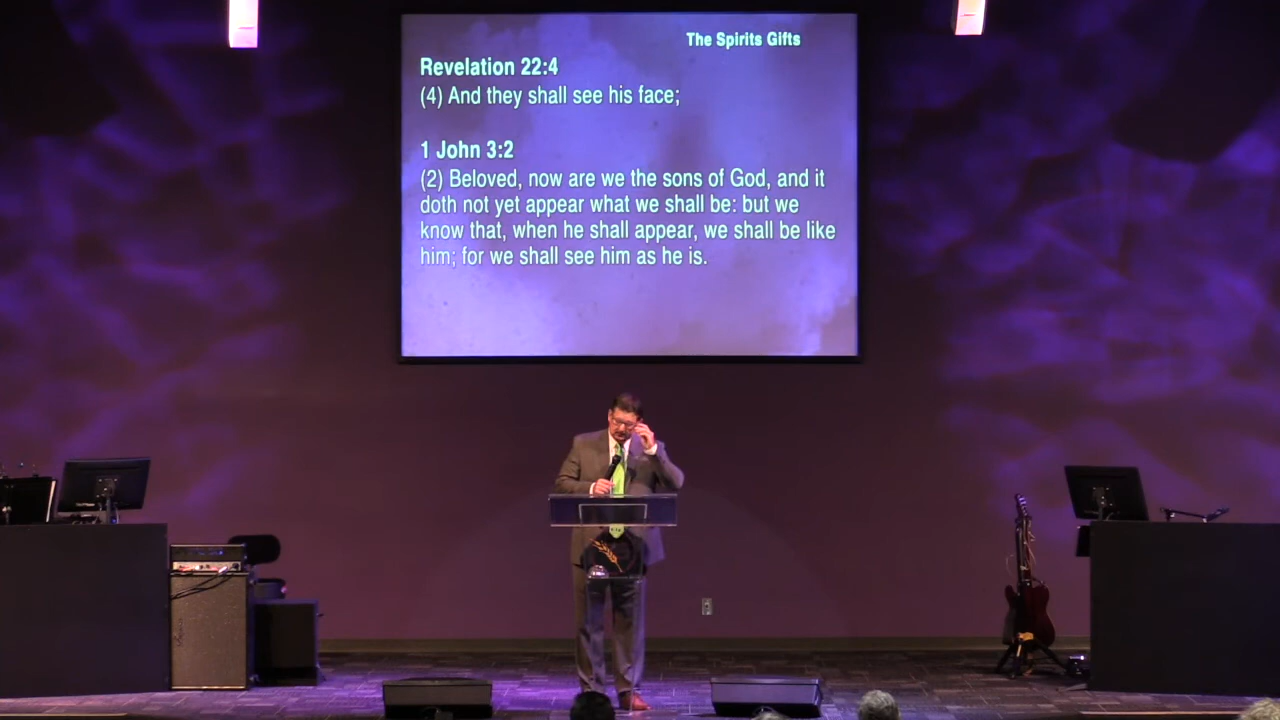 The Spirits Gifts
Revelation 22:4
(4) And they shall see his face;
1 John 3:2
(2) Beloved, now are we the sons of God, and it
doth not yet appear what we shall be: but we
know that, when he shall appear, we shall be like
him; for we shall see him as he is.